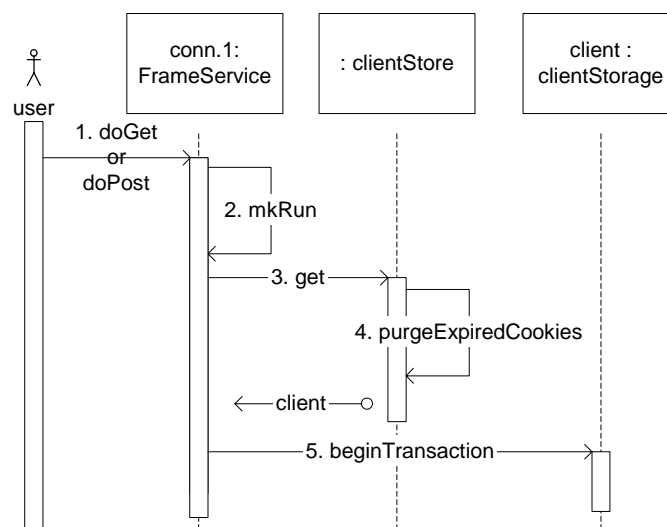 conn.1:
FrameService
: clientStore
client :
clientStorage
user
1. doGet
or
doPost
2. mkRun
3. get
4. purgeExpiredCookies
client
5. beginTransaction